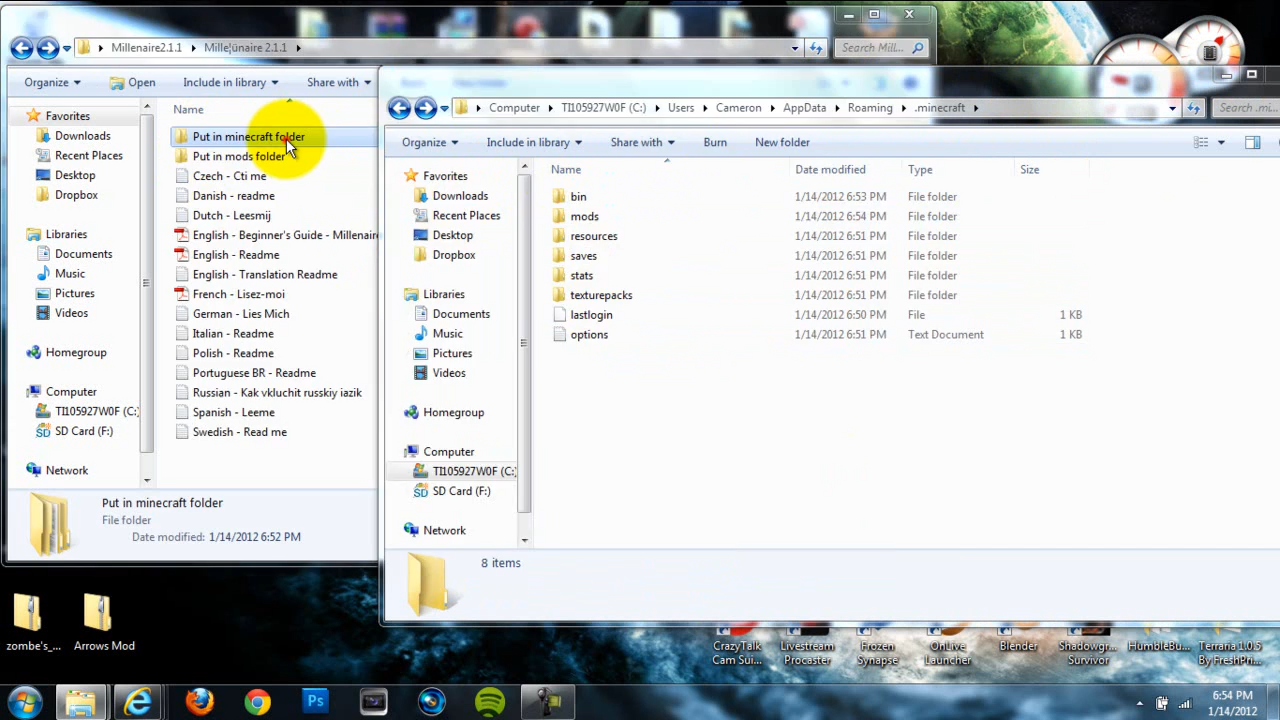 Millenaire2.1.1 Mille¦ünaire 2.1.1
Search Mill...
Organize Open Include in library Share with
Name
Favorites
Downloads
Recent Places
Desktop
Dropbox
Libraries
Documents
Music
Pictures
Videos
Homegroup
Computer
TI105927W0F (C:)
SD Card (F:)
Network
Put in minecraft folder
Put in mods folder
Czech - Cti me
Danish - readme
Dutch - Leesmij
English - Beginner's Guide - Millenair
English - Readme
English - Translation Readme
French - Lisez-moi
German - Lies Mich
Italian - Readme
Polish - Readme
Portuguese BR - Readme
Russian - Kak vkluchit russkiy iazik
Spanish - Leeme
Swedish - Read me
Put in minecraft folder
File folder
Date modified: 1/14/2012 6:52 PM
Computer TI105927W0F (C:) Users Cameron AppData Roaming .minecraft
Search .mi...
Organize Include in library Share with Burn New folder
Favorites
Downloads
Recent Places
Desktop
Dropbox
Libraries
Documents
Music
Pictures
Videos
Homegroup
Computer
TI105927W0F (C:)
SD Card (F:)
Network
Name Date modified Type Size
bin 1/14/2012 6:53 PM File folder
mods 1/14/2012 6:54 PM File folder
resources 1/14/2012 6:51 PM File folder
saves 1/14/2012 6:51 PM File folder
stats 1/14/2012 6:51 PM File folder
texturepacks 1/14/2012 6:51 PM File folder
lastlogin 1/14/2012 6:50 PM File 1 KB
options 1/14/2012 6:51 PM Text Document 1 KB
8 items
zombe's_...
Arrows Mod
CrazyTalk
Cam Sui...
Livestream
Procaster
Frozen
Synapse
OnLive
Launcher
Blender
Shadowgr...
Survivor
HumbleBu...
Terraria 1.0.5
By FreshPri...
Ps
6:54 PM
1/14/2012